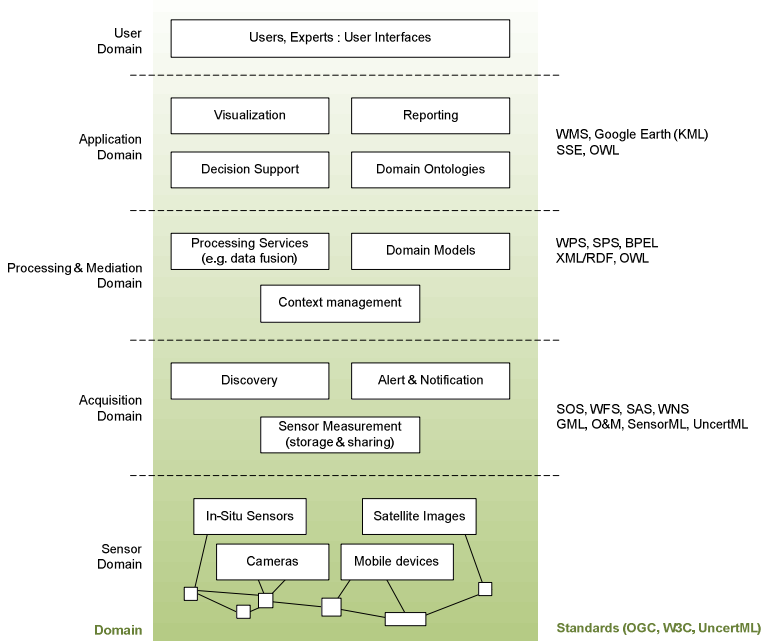 User
Domain
Users, Experts : User Interfaces
Application
Domain
Visualization
Reporting
Decision Support
Domain Ontologies
WMS, Google Earth (KML)
SSE, OWL
Processing & Mediation
Domain
Processing Services
(e.g. data fusion)
Domain Models
Context management
WPS, SPS, BPEL
XML/RDF, OWL
Acquisition
Domain
Discovery
Alert & Notification
Sensor Measurement
(storage & sharing)
SOS, WFS, SAS, WNS
GML, O&M, SensorML, UncertML
Sensor
Domain
In-Situ Sensors
Satellite Images
Cameras
Mobile devices
Domain
Standards (OGC, W3C, UncertML)